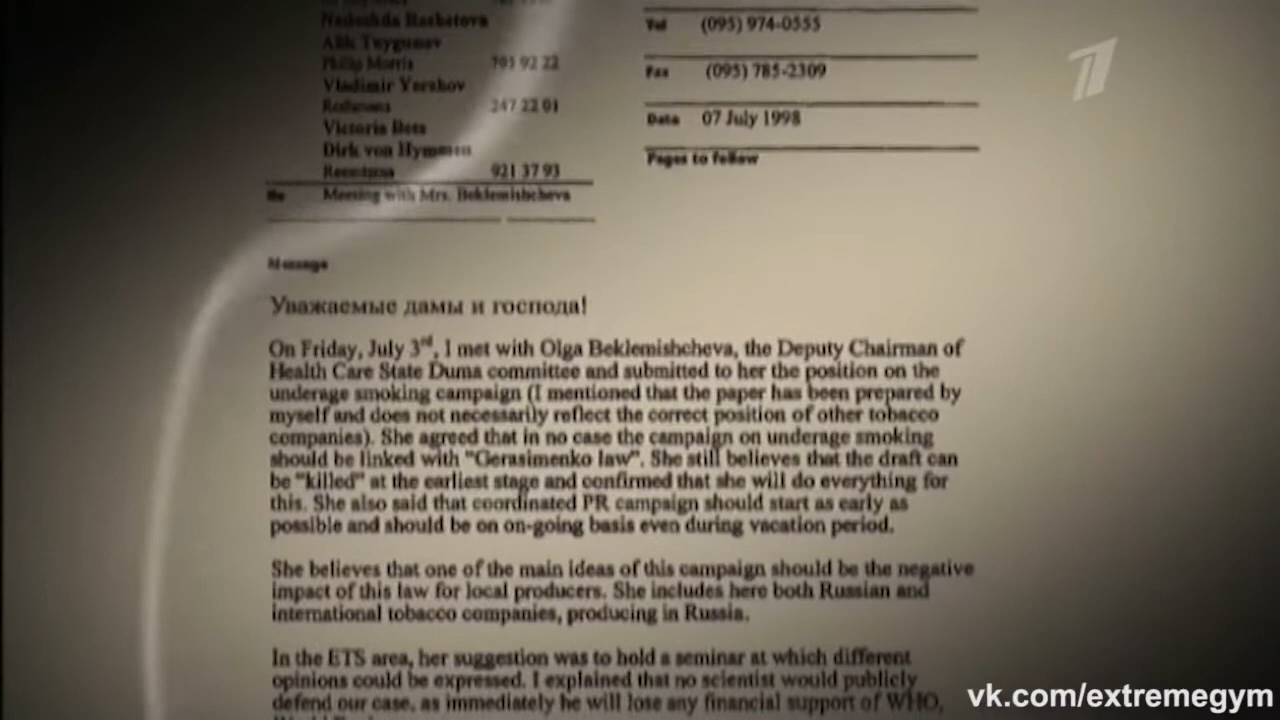 Philip Morris 795 92 22
Vladimir Yershov
Rothmans 247 22 01
Victoria Bets
Dirk von Hymmen
Reemtsma 921 37 93
Re Meeting with Mrs. Beklemishcheva
Tel (095) 974-0555
Fax (095) 785-2309
Date 07 July 1998
Pages to follow
Message
Уважаемые дамы и господа!
On Friday, July 3rd, I met with Olga Beklemishcheva, the Deputy Chairman of
Health Care State Duma committee and submitted to her the position on the
underage smoking campaign (I mentioned that the paper has been prepared by
myself and does not necessarily reflect the correct position of other tobacco
companies). She agreed that in no case the campaign on underage smoking
should be linked with "Gerasimenko law". She still believes that the draft can
be "killed" at the earliest stage and confirmed that she will do everything for
this. She also said that coordinated PR campaign should start as early as
possible and should be on on-going basis even during vacation period.
She believes that one of the main ideas of this campaign should be the negative
impact of this law for local producers. She includes here both Russian and
international tobacco companies, producing in Russia.
In the ETS area, her suggestion was to hold a seminar at which different
opinions could be expressed. I explained that no scientist would publicly
defend our case, as immediately he will lose any financial support of WHO,
vk.com/extremegym